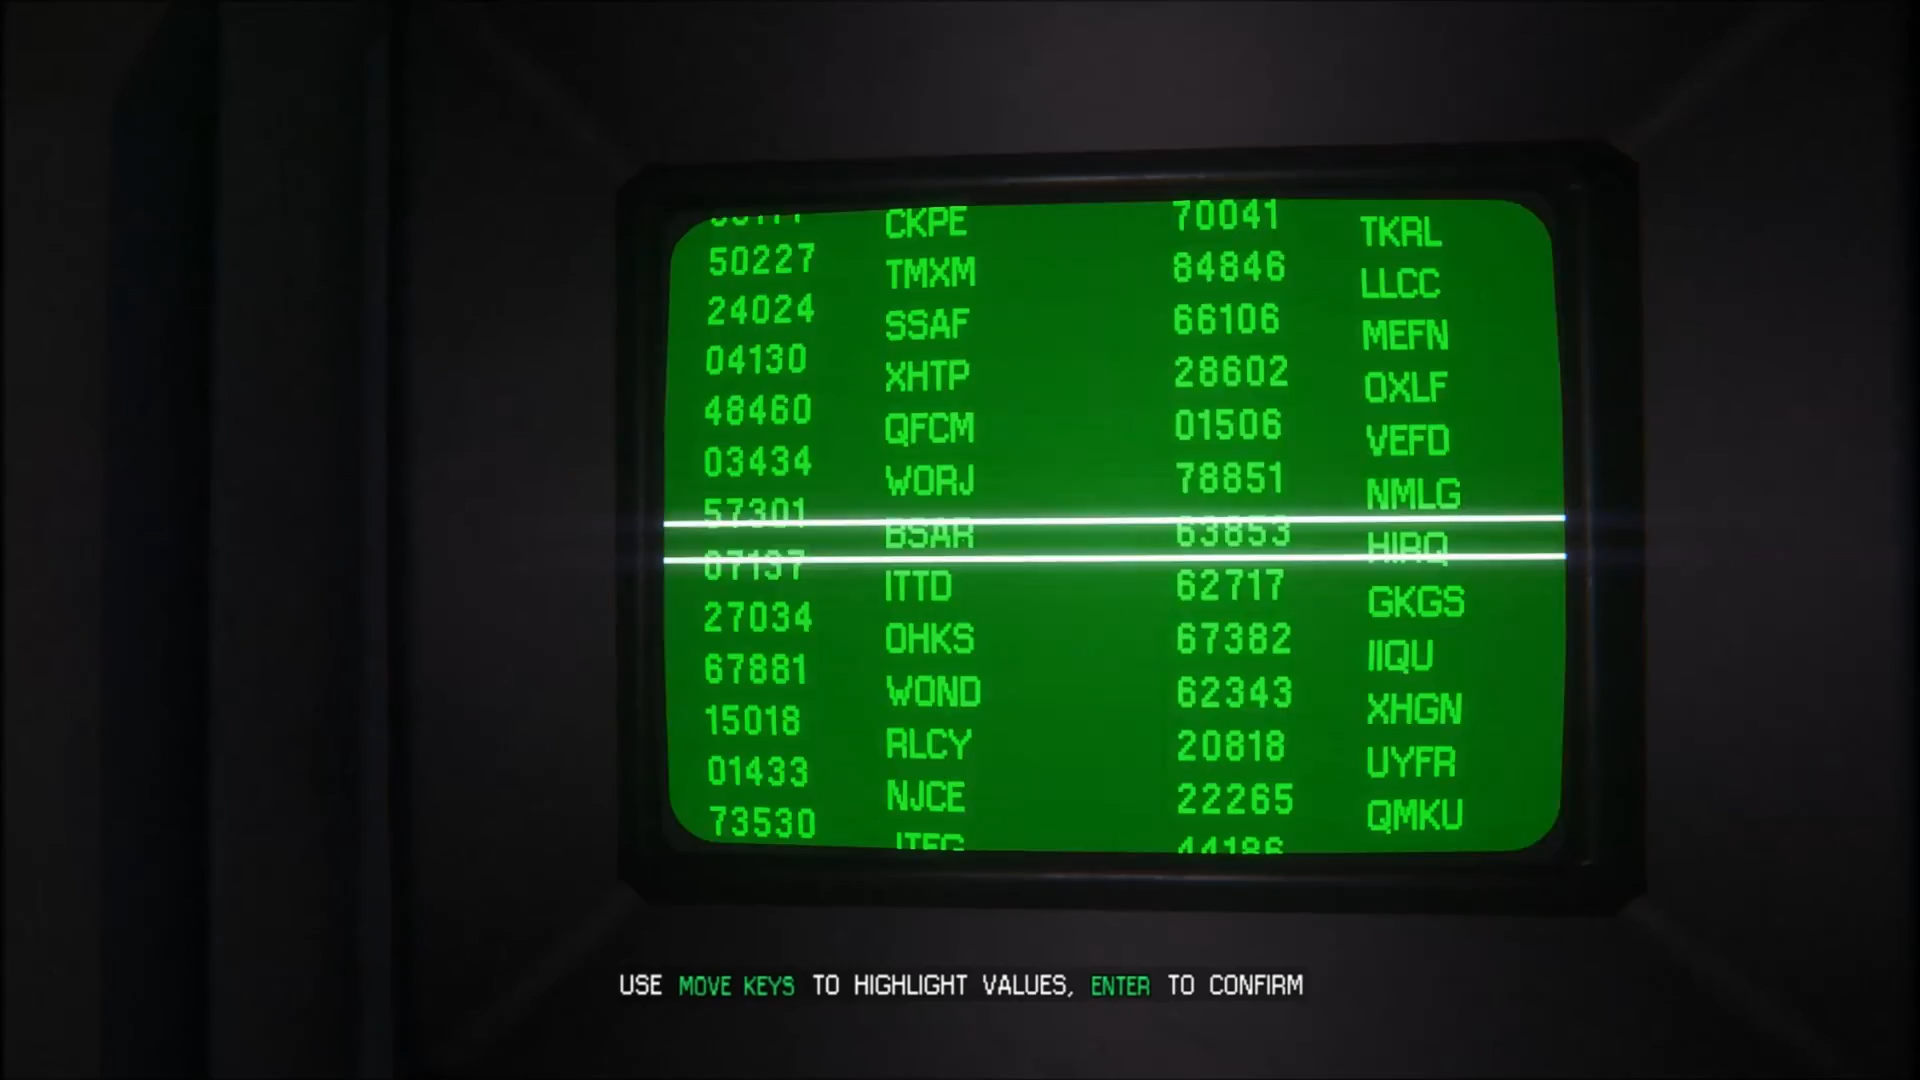 CKPE 70041 TKRL
50227 TMXM 84846 LLCC
24024 SSAF 66106 MEFN
04130 XHTP 28602 OXLF
48460 QFCM 01506 VEFD
03434 WORJ 78851 NMLG
57301 BSAR 63853 HIRQ
07137 ITTD 62717 GKGS
27034 OHKS 67382 IIQU
67881 WOND 62343 XHGN
15018 RLCY 20818 UYFR
01433 NJCE 22265 QMKU
73530 44186
USE MOVE KEYS TO HIGHLIGHT VALUES, ENTER TO CONFIRM